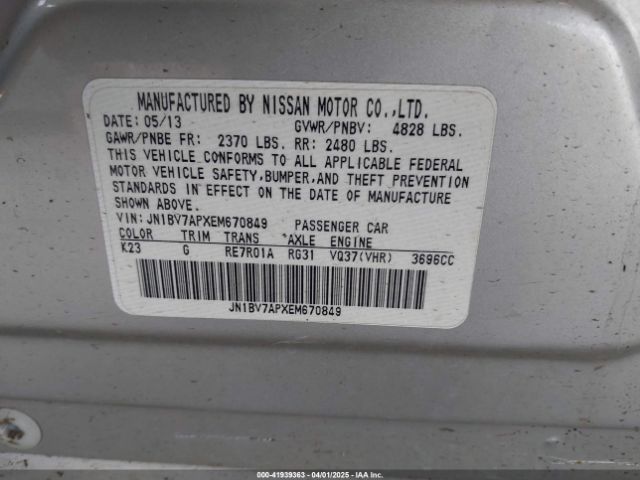 MANUFACTURED BY NISSAN MOTOR CO.,LTD.
DATE: 05/13 GVWR/PNBV: 4828 LBS.
GAWR/PNBE FR: 2370 LBS. RR: 2480 LBS.
THIS VEHICLE CONFORMS TO ALL APPLICABLE FEDERAL
MOTOR VEHICLE SAFETY, BUMPER, AND THEFT PREVENTION
STANDARDS IN EFFECT ON THE DATE OF MANUFACTURE
SHOWN ABOVE.
VIN: JN1BV7APXEM670849 PASSENGER CAR
COLOR TRIM TRANS AXLE ENGINE
K23 G RE7R01A RG31 VQ37(VHR) 3696CC
JN1BV7APXEM670849
000-41939363 - 04/01/2025 - IAA, Inc.